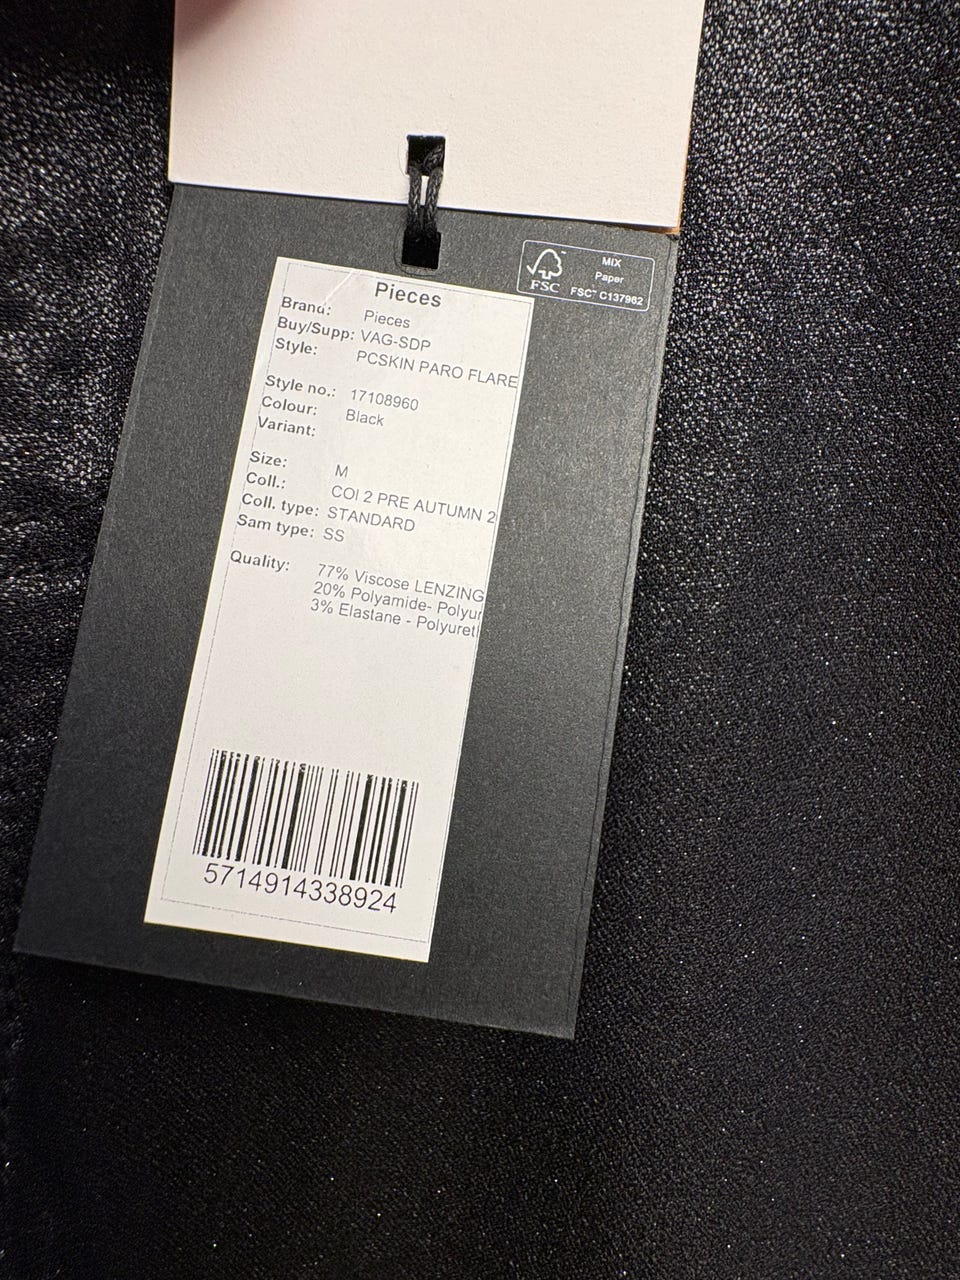 MIX
Paper
FSC™ C137962
FSC
Pieces
Brand: Pieces
Buy/Supp: VAG-SDP
Style: PCSKIN PARO FLARE
Style no.: 17108960
Colour: Black
Variant:
Size: M
Coll.: COI 2 PRE AUTUMN 2
Coll. type: STANDARD
Sam type: SS
Quality: 77% Viscose LENZING
20% Polyamide- Polyur
3% Elastane - Polyuret
5714914338924